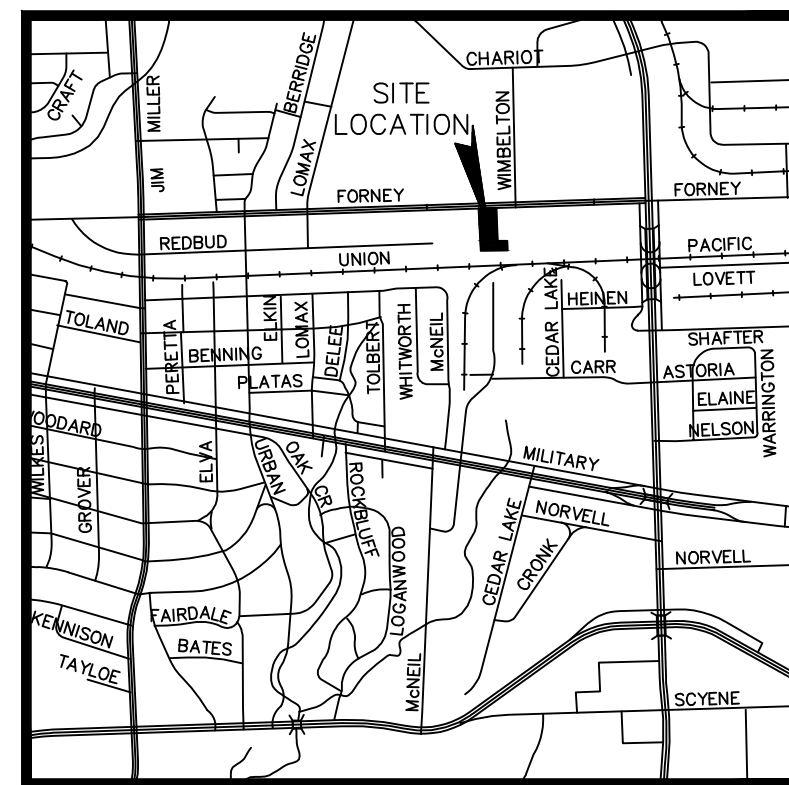 CHARIOT
BERRIDGE
CRAFT
MILLER
SITE
LOCATION
WIMBELTON
JIM
LOMAX
FORNEY
FORNEY
REDBUD
PACIFIC
UNION
LOVETT
CEDAR LAKE
HEINEN
TOLAND
PERETTA
ELKIN
LOMAX
DELEE
TOLBERT
WHITWORTH
McNEIL
SHAFTER
BENNING
CARR
ASTORIA
PLATAS
ELAINE
WARRINGTON
WOODARD
NELSON
WILKES
GROVER
ELVA
URBAN
OAK
CR
ROCKBLUFF
MILITARY
NORVELL
CEDAR LAKE
CRONK
LOGANWOOD
NORVELL
KENNISON
FAIRDALE
BATES
TAYLOE
McNEIL
SCYENE